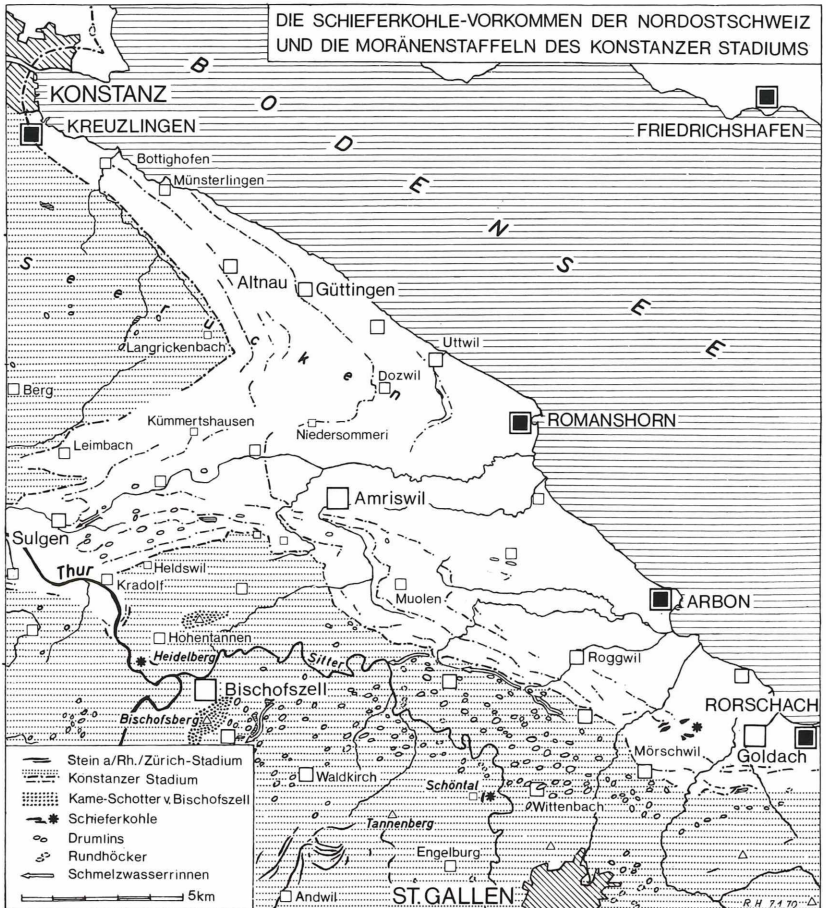 DIE SCHIEFERKOHLE-VORKOMMEN DER NORDOSTSCHWEIZ
UND DIE MORÄNENSTAFFELN DES KONSTANZER STADIUMS
BODENSEE
KONSTANZ
KREUZLINGEN
FRIEDRICHSHAFEN
Bottighofen
Münsterlingen
Seerücken
Altnau
Güttingen
Langrickenbach
Uttwil
Berg
Dozwil
Kümmertshausen
Niedersommeri
ROMANSHORN
Leimbach
Amriswil
Sulgen
Thur
Heldswil
Kradolf
Muolen
ARBON
Hohentannen
Heidelberg
Sitter
Roggwil
Bischofszell
Bischofsberg
RORSCHACH
Mörschwil
Goldach
Waldkirch
Schöntal
Wittenbach
Tannenberg
Engelburg
Andwil
ST. GALLEN
Stein a/Rh./Zürich-Stadium
Konstanzer Stadium
Kame-Schotter v. Bischofszell
Schieferkohle
Drumlins
Rundhöcker
Schmelzwasserrinnen
5km
R.H 7.1.70